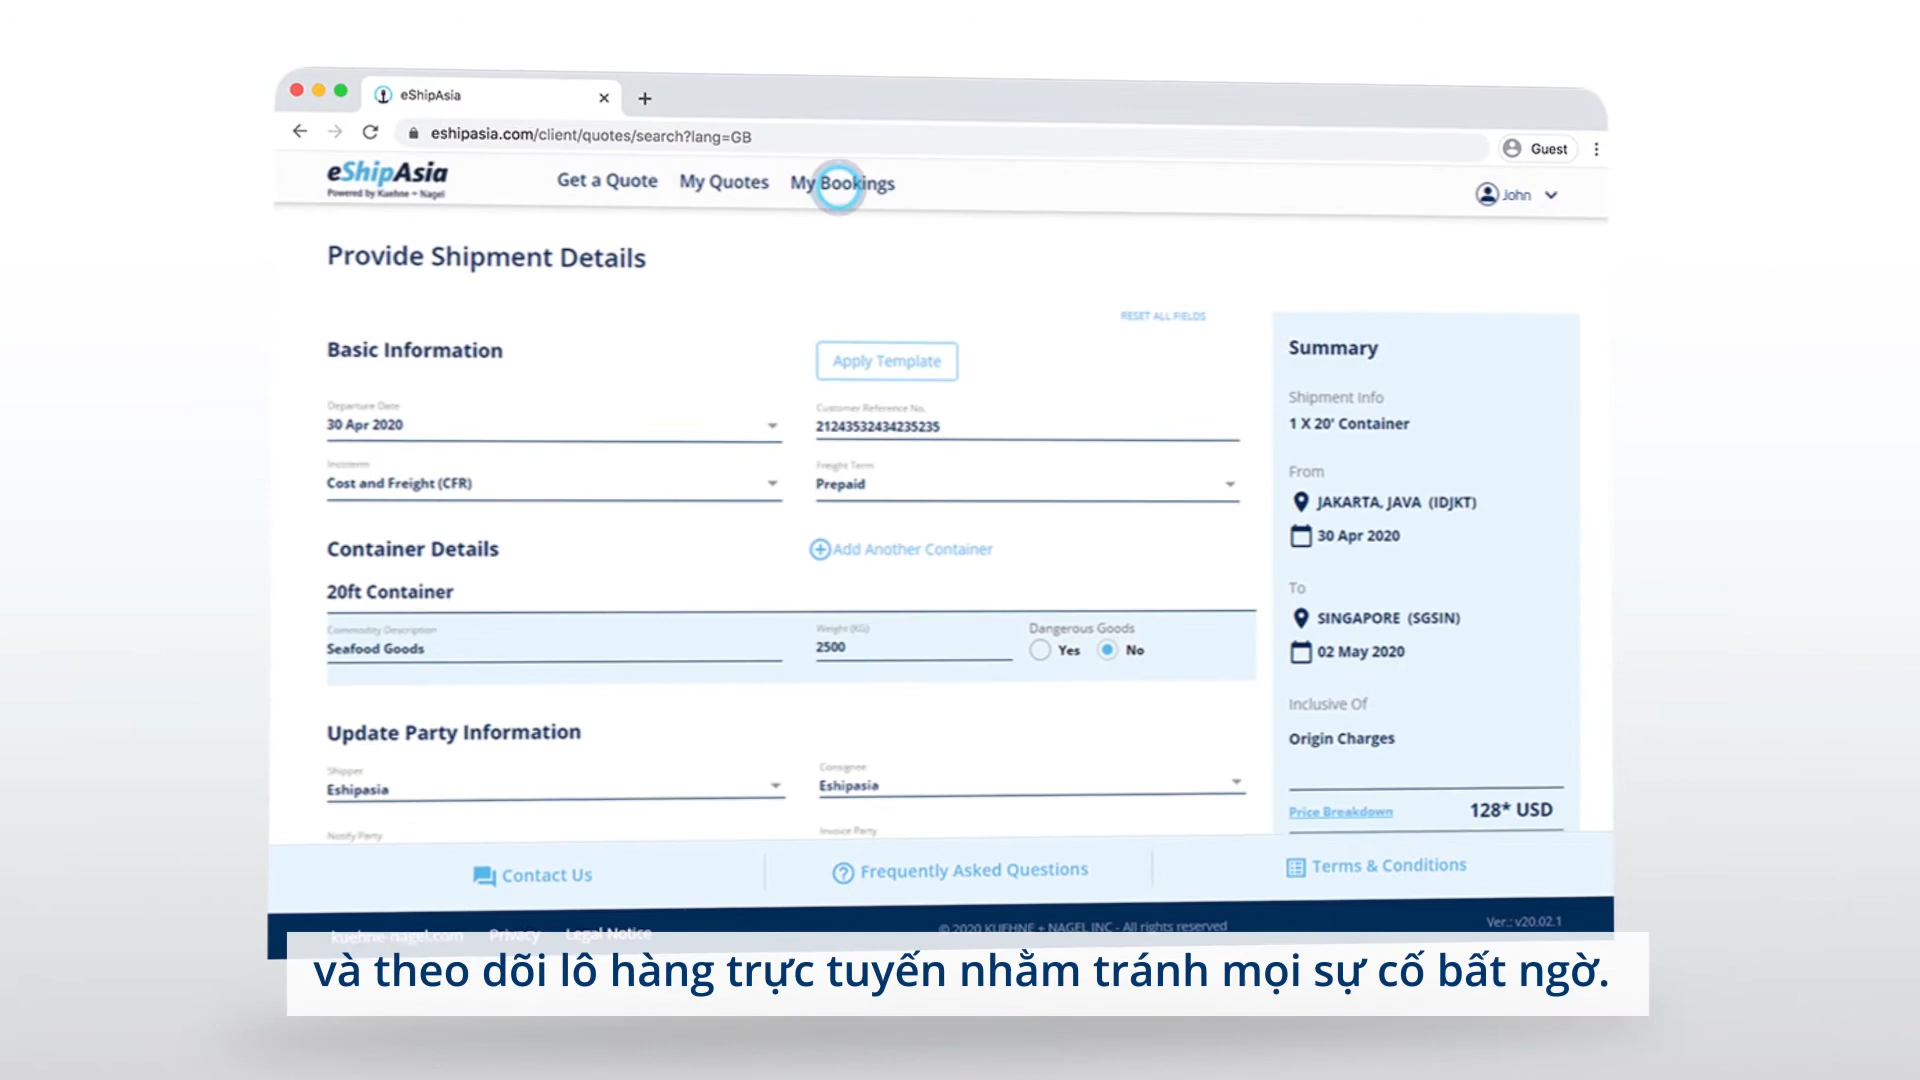 eShipAsia
eshipasia.com/client/quotes/search?lang=GB
Guest
eShipAsia
Powered by Kuehne + Nagel
Get a Quote My Quotes My Bookings
John
Provide Shipment Details
RESET ALL FIELDS
Basic Information
Apply Template
Departure Date
30 Apr 2020
Customer Reference No.
21243532434235235
Incoterm
Cost and Freight (CFR)
Freight Term
Prepaid
Container Details
Add Another Container
20ft Container
Commodity Description
Seafood Goods
Weight (KG)
2500
Dangerous Goods
Yes No
Update Party Information
Shipper
Eshipasia
Consignee
Eshipasia
Notify Party
Invoice Party
Summary
Shipment Info
1 X 20' Container
From
JAKARTA, JAVA (IDJKT)
30 Apr 2020
To
SINGAPORE (SGSIN)
02 May 2020
Inclusive Of
Origin Charges
Price Breakdown 128* USD
Contact Us
Frequently Asked Questions
Terms & Conditions
kuehne-nagel.com Privacy Legal Notice
© 2020 KUEHNE + NAGEL INC - All rights reserved
Ver.: v20.02.1
và theo dõi lô hàng trực tuyến nhằm tránh mọi sự cố bất ngờ.